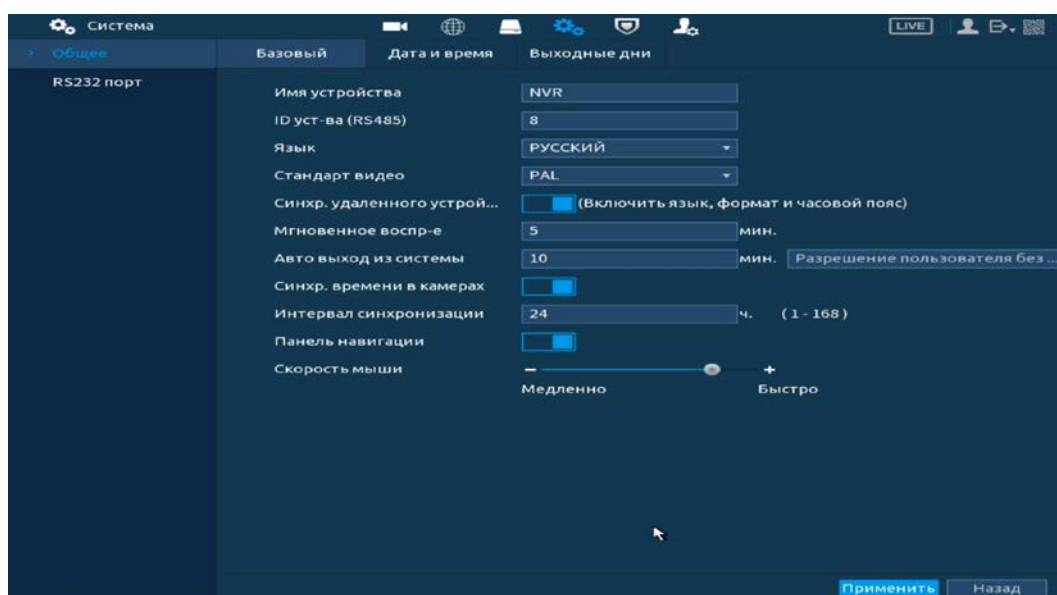 Система LIVE
Общее Базовый Дата и время Выходные дни
RS232 порт
Имя устройства NVR
ID уст-ва (RS485) 8
Язык РУССКИЙ
Стандарт видео PAL
Синхр. удаленного устрой... (Включить язык, формат и часовой пояс)
Мгновенное воспр-е 5 мин.
Авто выход из системы 10 мин. Разрешение пользователя без ...
Синхр. времени в камерах
Интервал синхронизации 24 ч. (1 - 168)
Панель навигации
Скорость мыши
Медленно Быстро
Применить Назад